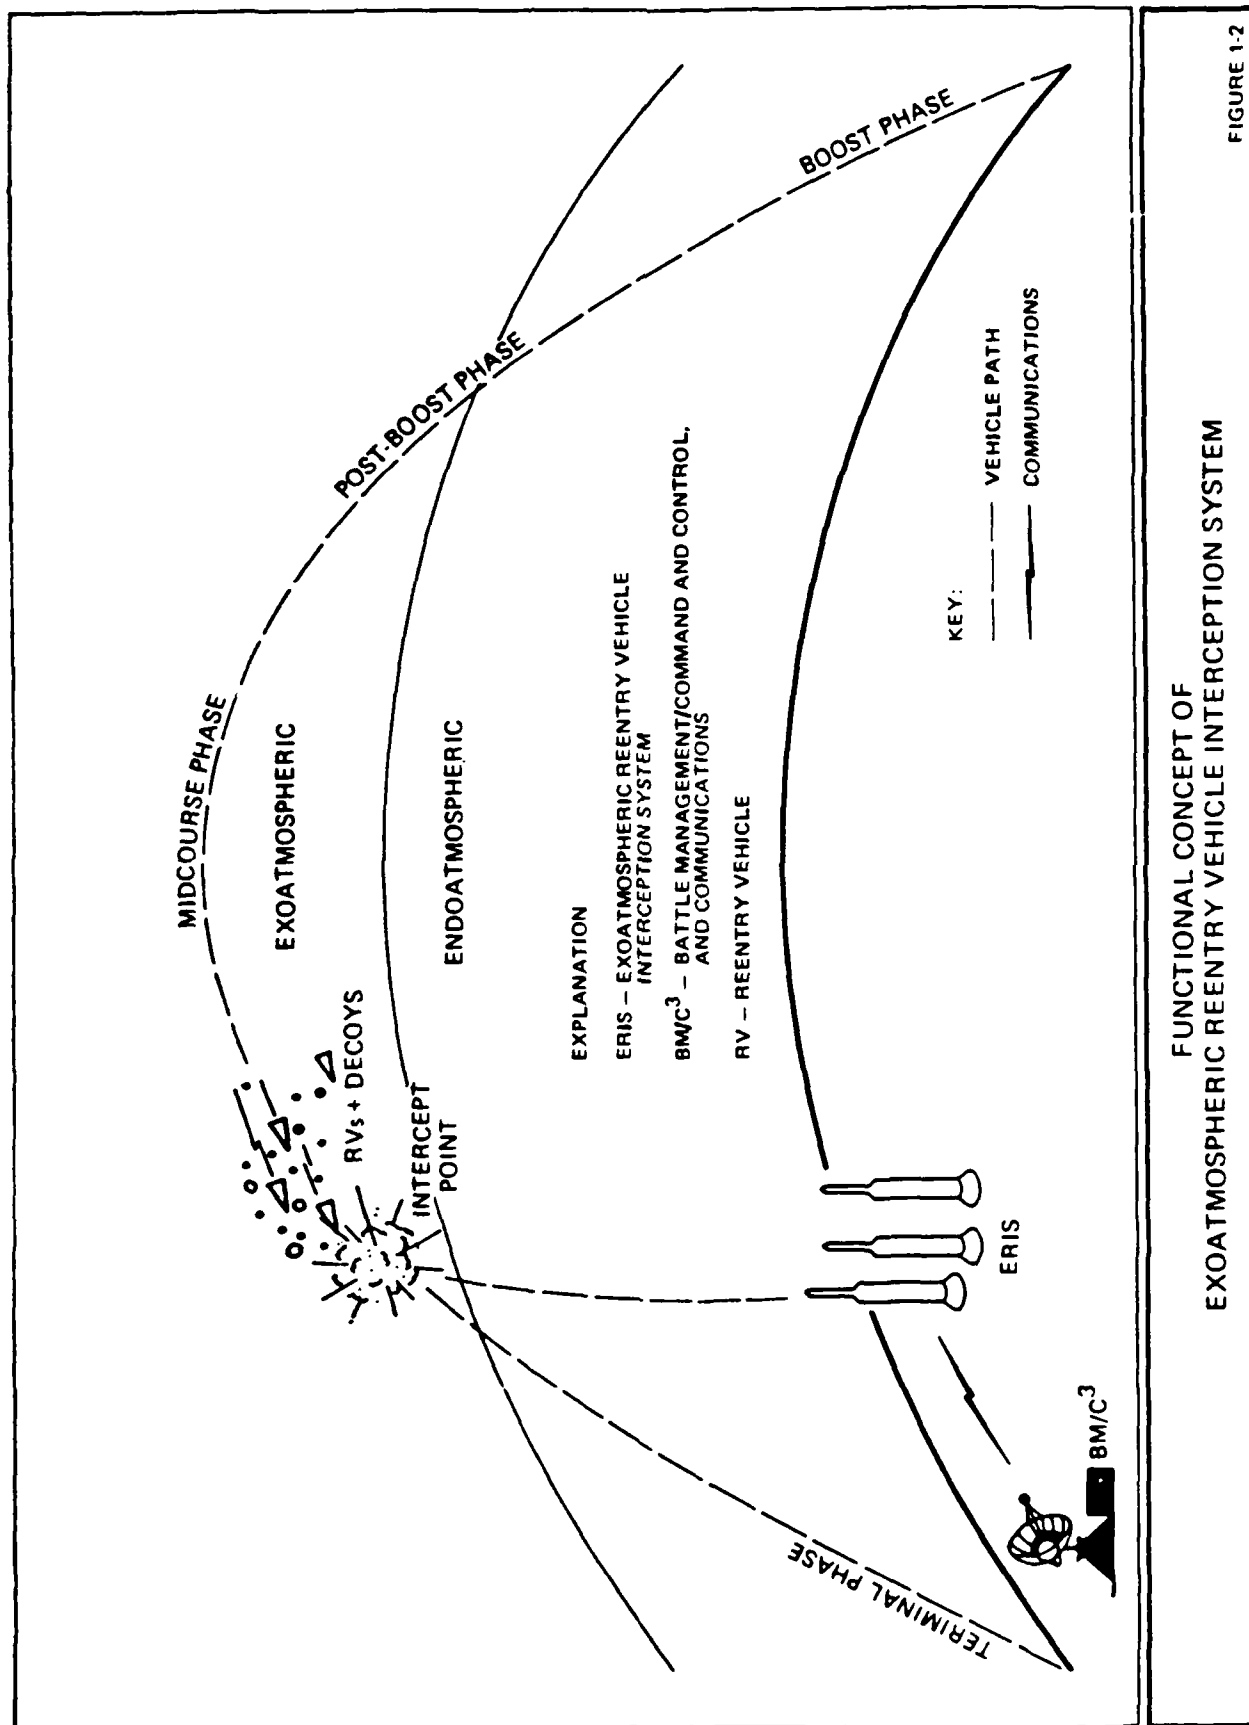 MIDCOURSE PHASE
EXOATMOSPHERIC
POST-BOOST PHASE
BOOST PHASE
RVs + DECOYS
INTERCEPT
POINT
ENDOATMOSPHERIC
EXPLANATION
ERIS – EXOATMOSPHERIC REENTRY VEHICLE
INTERCEPTION SYSTEM
BM/C³ – BATTLE MANAGEMENT/COMMAND AND CONTROL,
AND COMMUNICATIONS
RV – REENTRY VEHICLE
TERIMINAL PHASE
ERIS
BM/C³
KEY:
VEHICLE PATH
COMMUNICATIONS
FUNCTIONAL CONCEPT OF
EXOATMOSPHERIC REENTRY VEHICLE INTERCEPTION SYSTEM
FIGURE 1-2